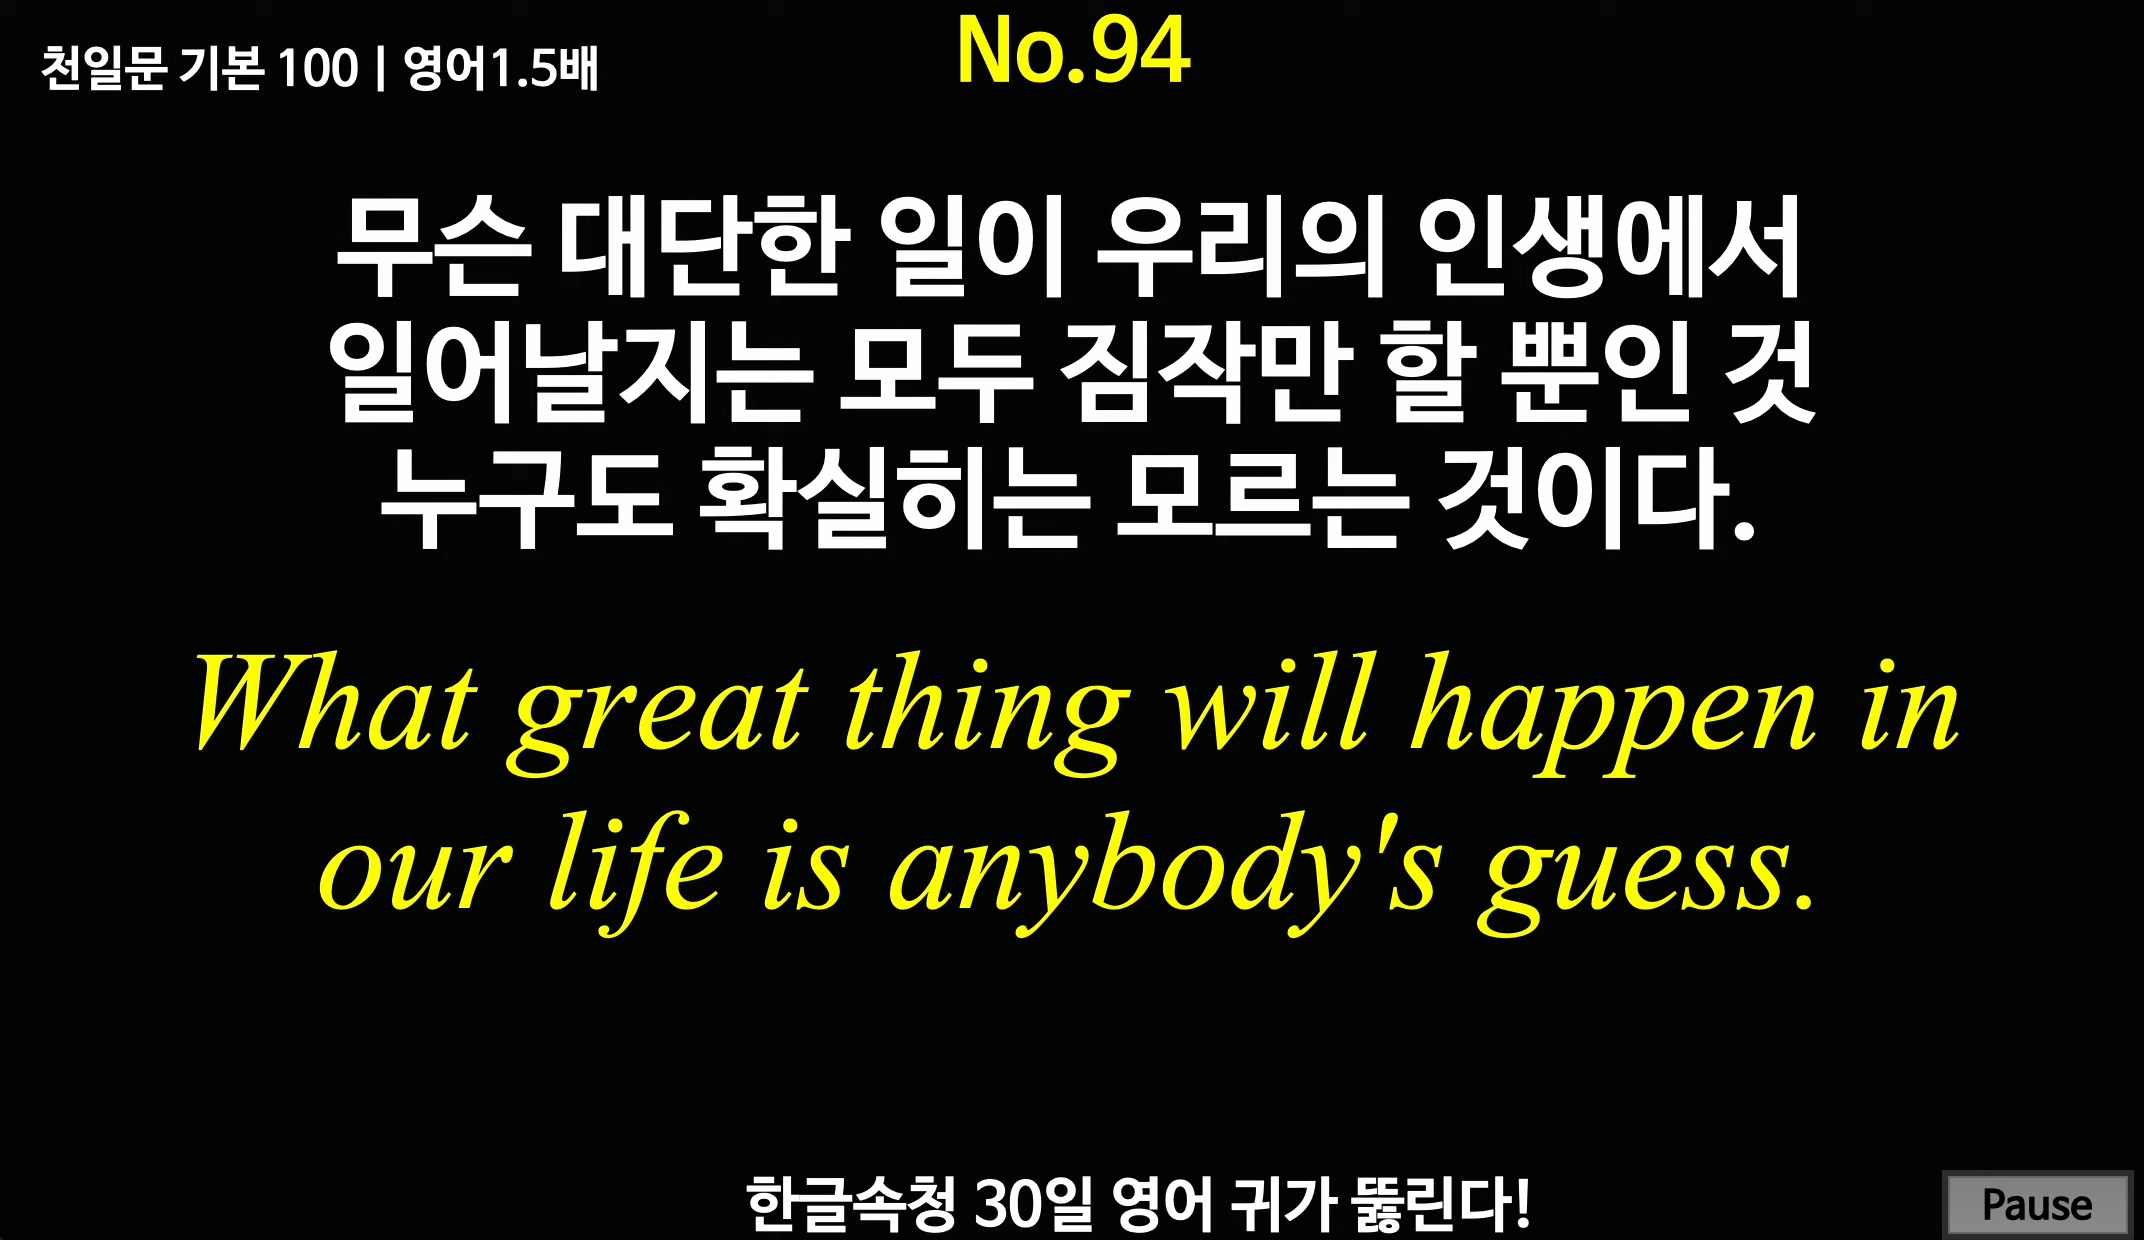 천일문 기본 100 | 영어1.5배
No.94
무슨 대단한 일이 우리의 인생에서
일어날지는 모두 짐작만 할 뿐인 것
누구도 확실히는 모르는 것이다.
What great thing will happen in
our life is anybody's guess.
한글속청 30일 영어 귀가 뚫린다!
Pause